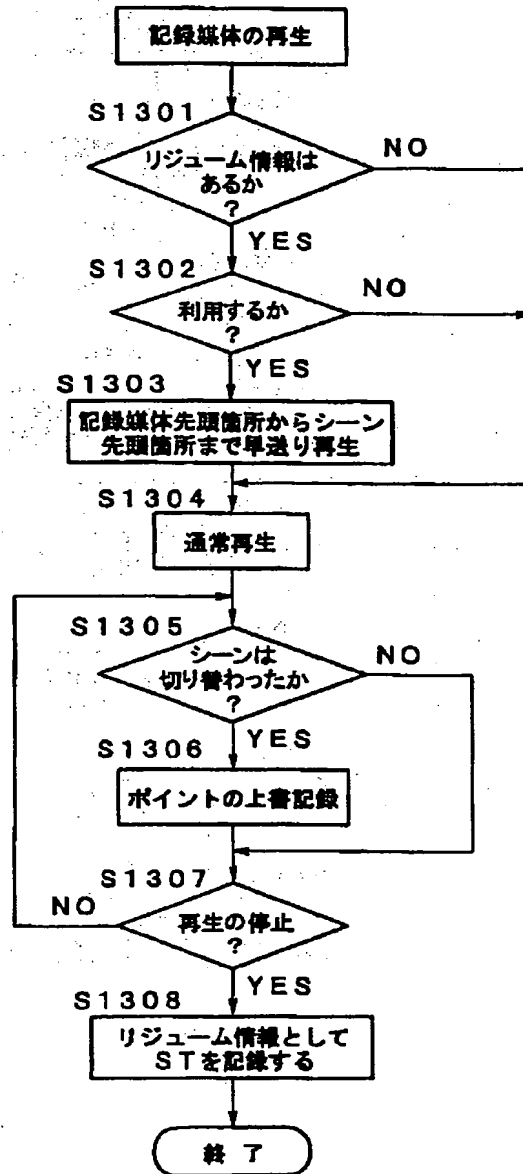 記録媒体の再生
S1301
リジューム情報は
あるか
?
NO
YES
S1302
利用するか
?
NO
YES
S1303
記録媒体先頭箇所からシーン
先頭箇所まで早送り再生
S1304
通常再生
S1305
シーンは
切り替わったか
?
NO
YES
S1306
ポイントの上書記録
S1307
再生の停止
?
NO
YES
S1308
リジューム情報として
STを記録する
終了